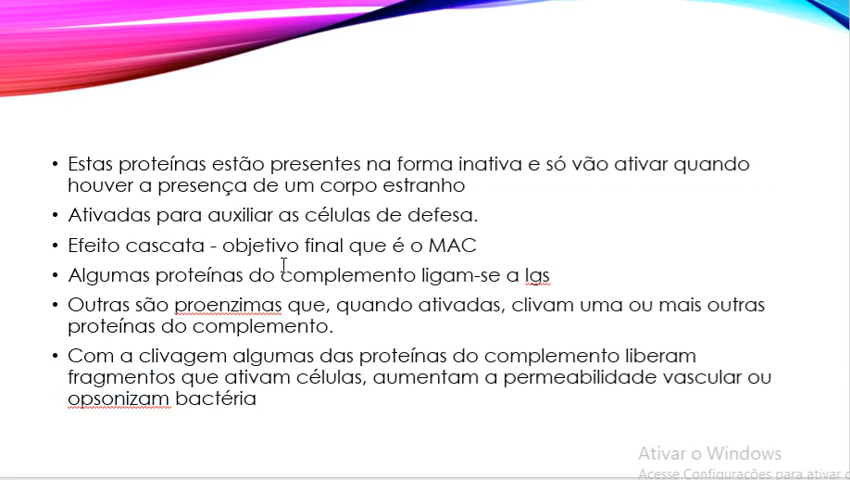 • Estas proteínas estão presentes na forma inativa e só vão ativar quando
houver a presença de um corpo estranho
• Ativadas para auxiliar as células de defesa.
• Efeito cascata - objetivo final que é o MAC
• Algumas proteínas do complemento ligam-se a Igs
• Outras são proenzimas que, quando ativadas, clivam uma ou mais outras
proteínas do complemento.
• Com a clivagem algumas das proteínas do complemento liberam
fragmentos que ativam células, aumentam a permeabilidade vascular ou
opsonizam bactéria
Ativar o Windows
Acesse Configurações para ativar o